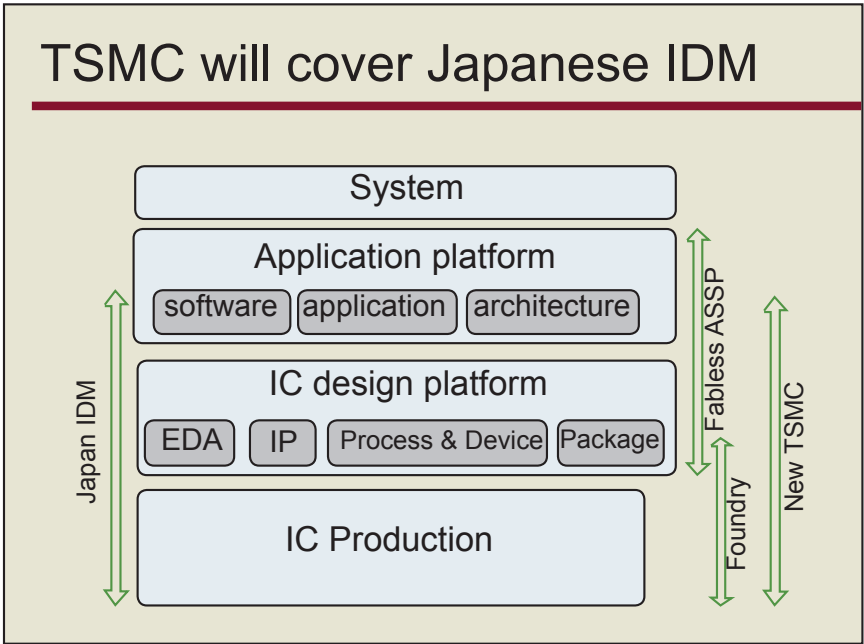 TSMC will cover Japanese IDM
System
Application platform
software
application
architecture
IC design platform
EDA
IP
Process & Device
Package
IC Production
Japan IDM
Fabless ASSP
Foundry
New TSMC